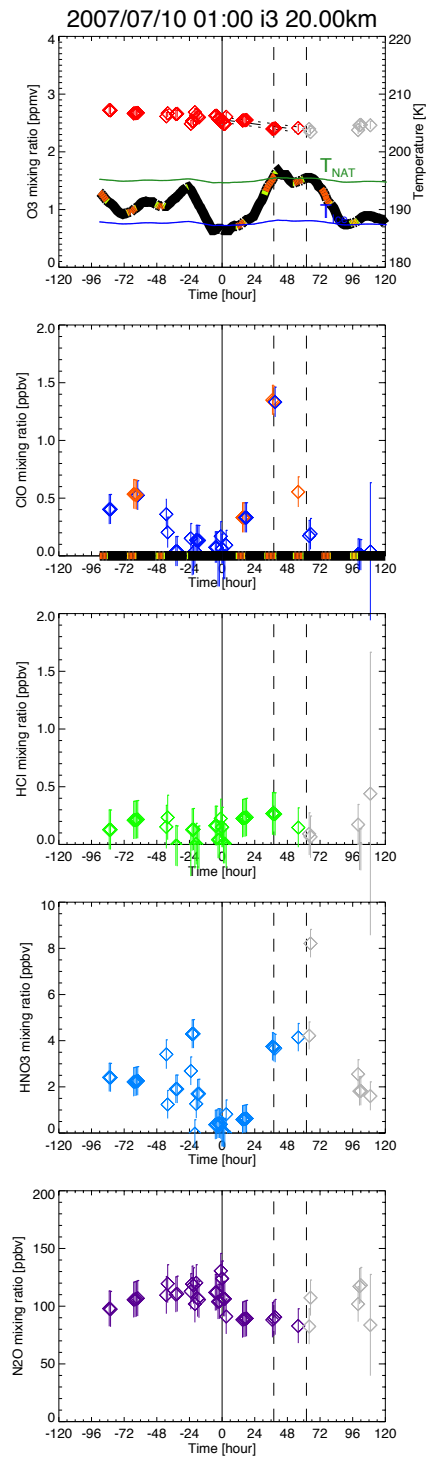 2007/07/10 01:00 i3 20.00km
4
3
2
1
0
O3 mixing ratio [ppmv]
220
210
200
190
180
Temperature [K]
T_NAT
-120 -96 -72 -48 -24 0 24 48 72 96 120
Time [hour]
2.0
1.5
1.0
0.5
0.0
ClO mixing ratio [ppbv]
-120 -96 -72 -48 -24 0 24 48 72 96 120
Time [hour]
2.0
1.5
1.0
0.5
0.0
HCl mixing ratio [ppbv]
-120 -96 -72 -48 -24 0 24 48 72 96 120
Time [hour]
10
8
6
4
2
0
HNO3 mixing ratio [ppbv]
-120 -96 -72 -48 -24 0 24 48 72 96 120
Time [hour]
200
150
100
50
0
N2O mixing ratio [ppbv]
-120 -96 -72 -48 -24 0 24 48 72 96 120
Time [hour]